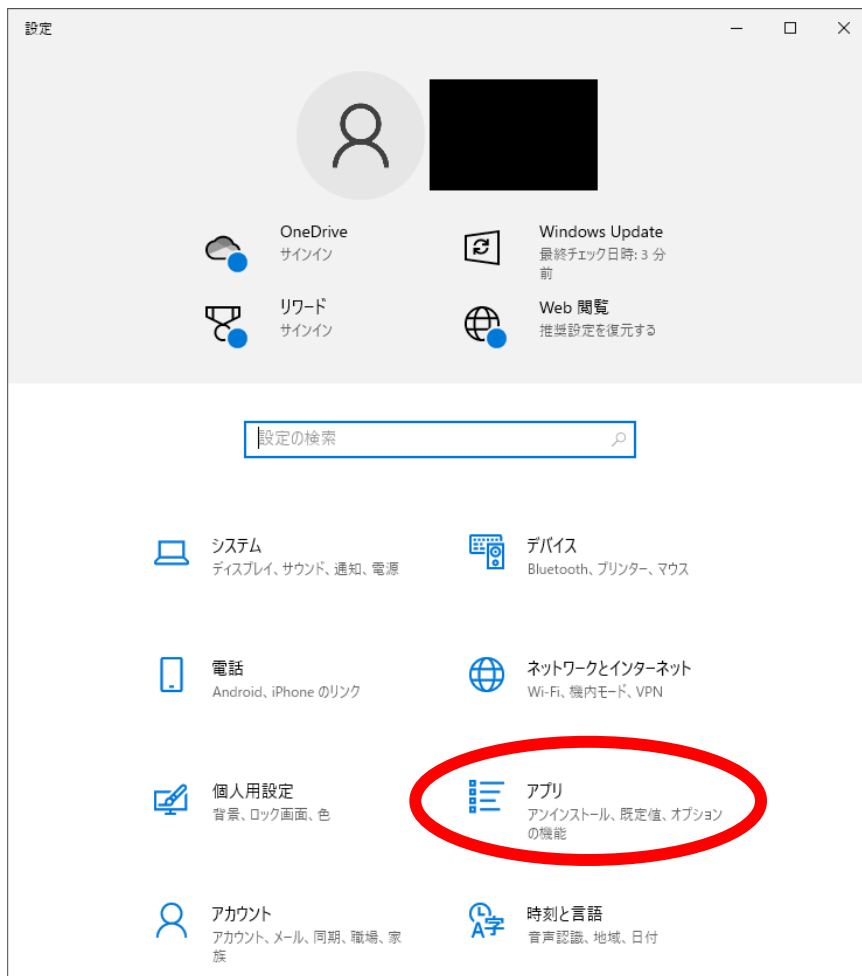 設定
OneDrive
サインイン
Windows Update
最終チェック日時: 3 分
前
リワード
サインイン
Web 閲覧
推奨設定を復元する
設定の検索
システム
ディスプレイ、サウンド、通知、電源
デバイス
Bluetooth、プリンター、マウス
電話
Android、iPhone のリンク
ネットワークとインターネット
Wi-Fi、機内モード、VPN
個人用設定
背景、ロック画面、色
アプリ
アンインストール、既定値、オプション
の機能
アカウント
アカウント、メール、同期、職場、家
族
時刻と言語
音声認識、地域、日付